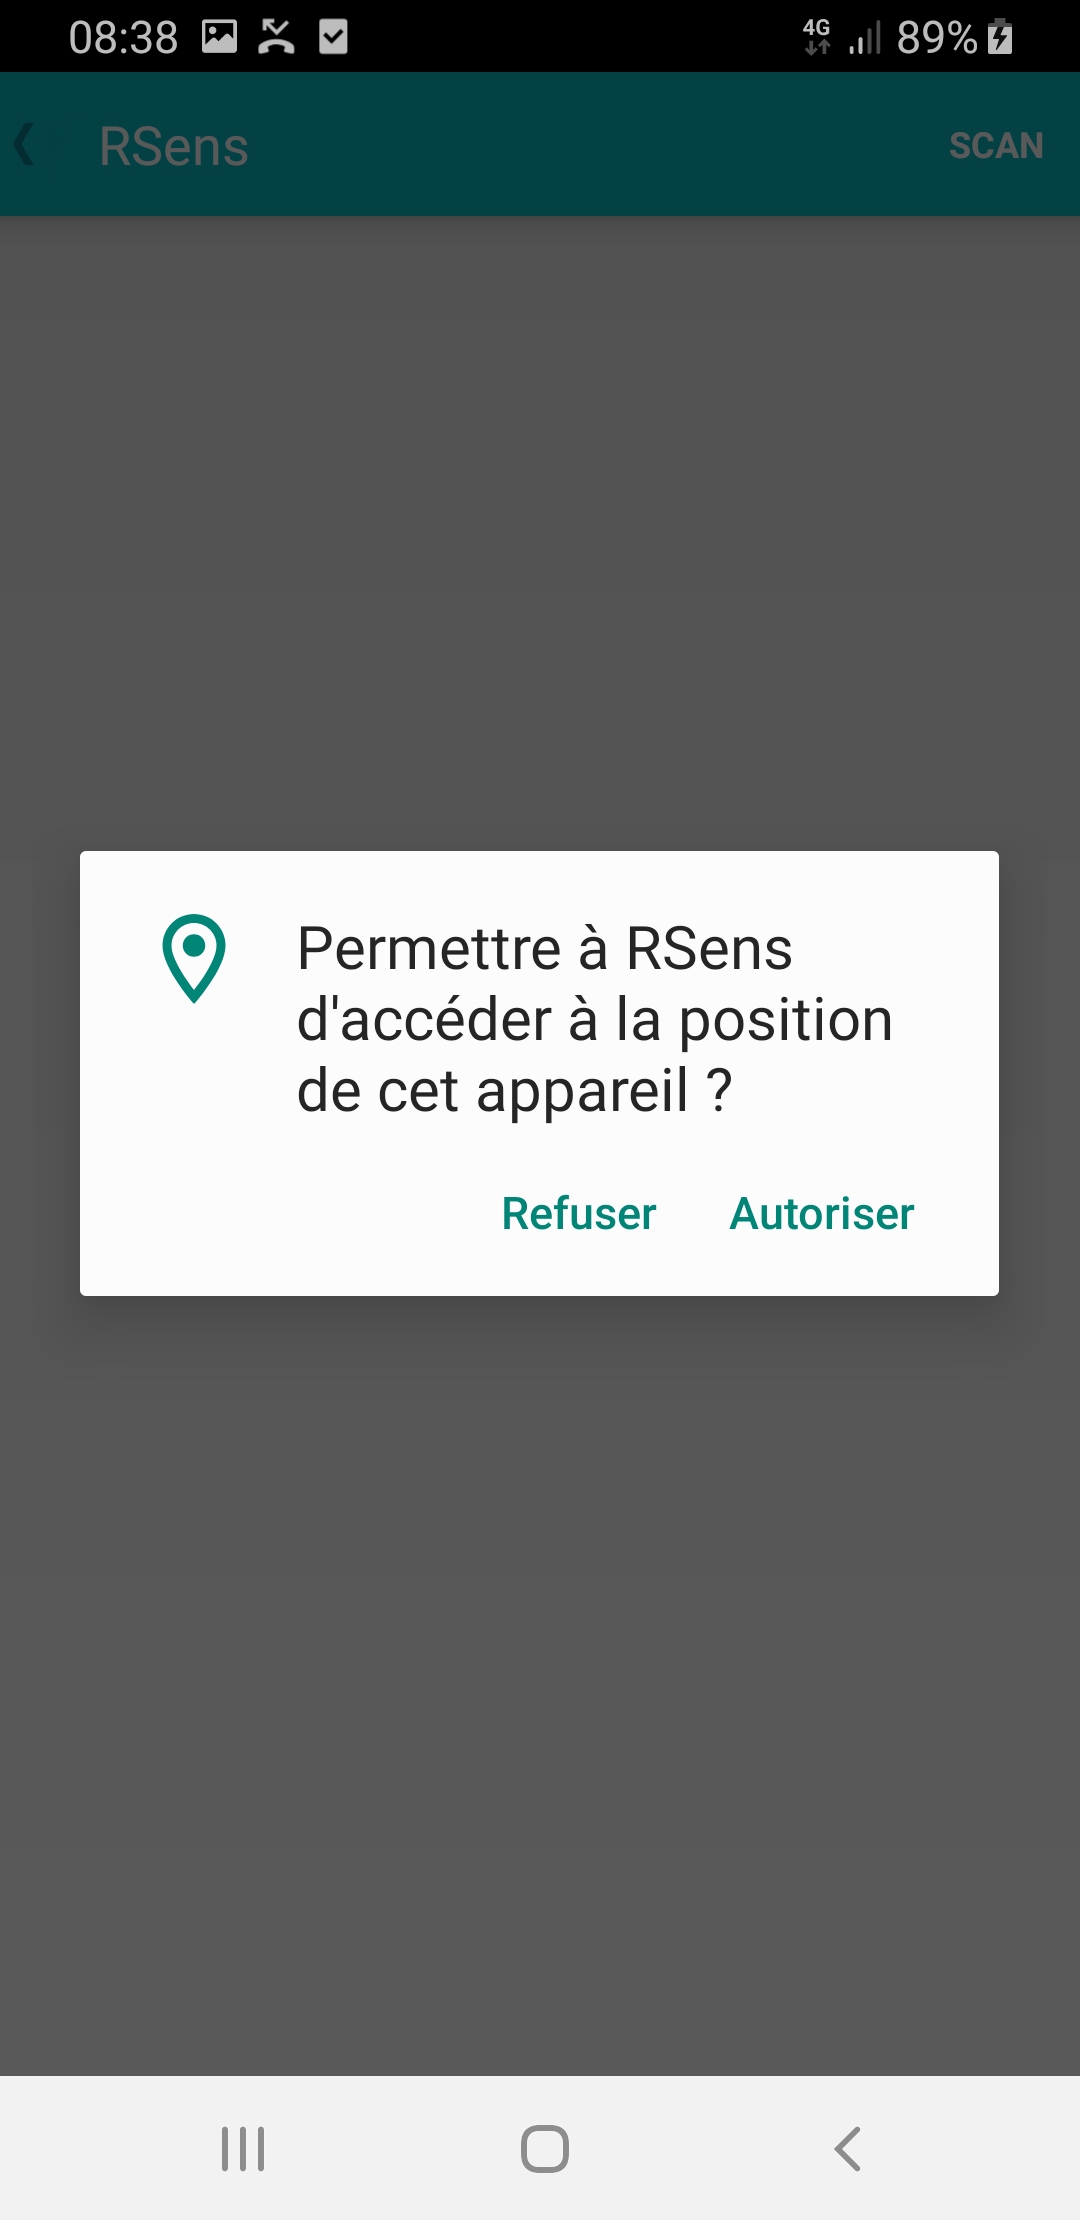 08:38
4G
89%
RSens
SCAN
Permettre à RSens
d'accéder à la position
de cet appareil ?
Refuser
Autoriser